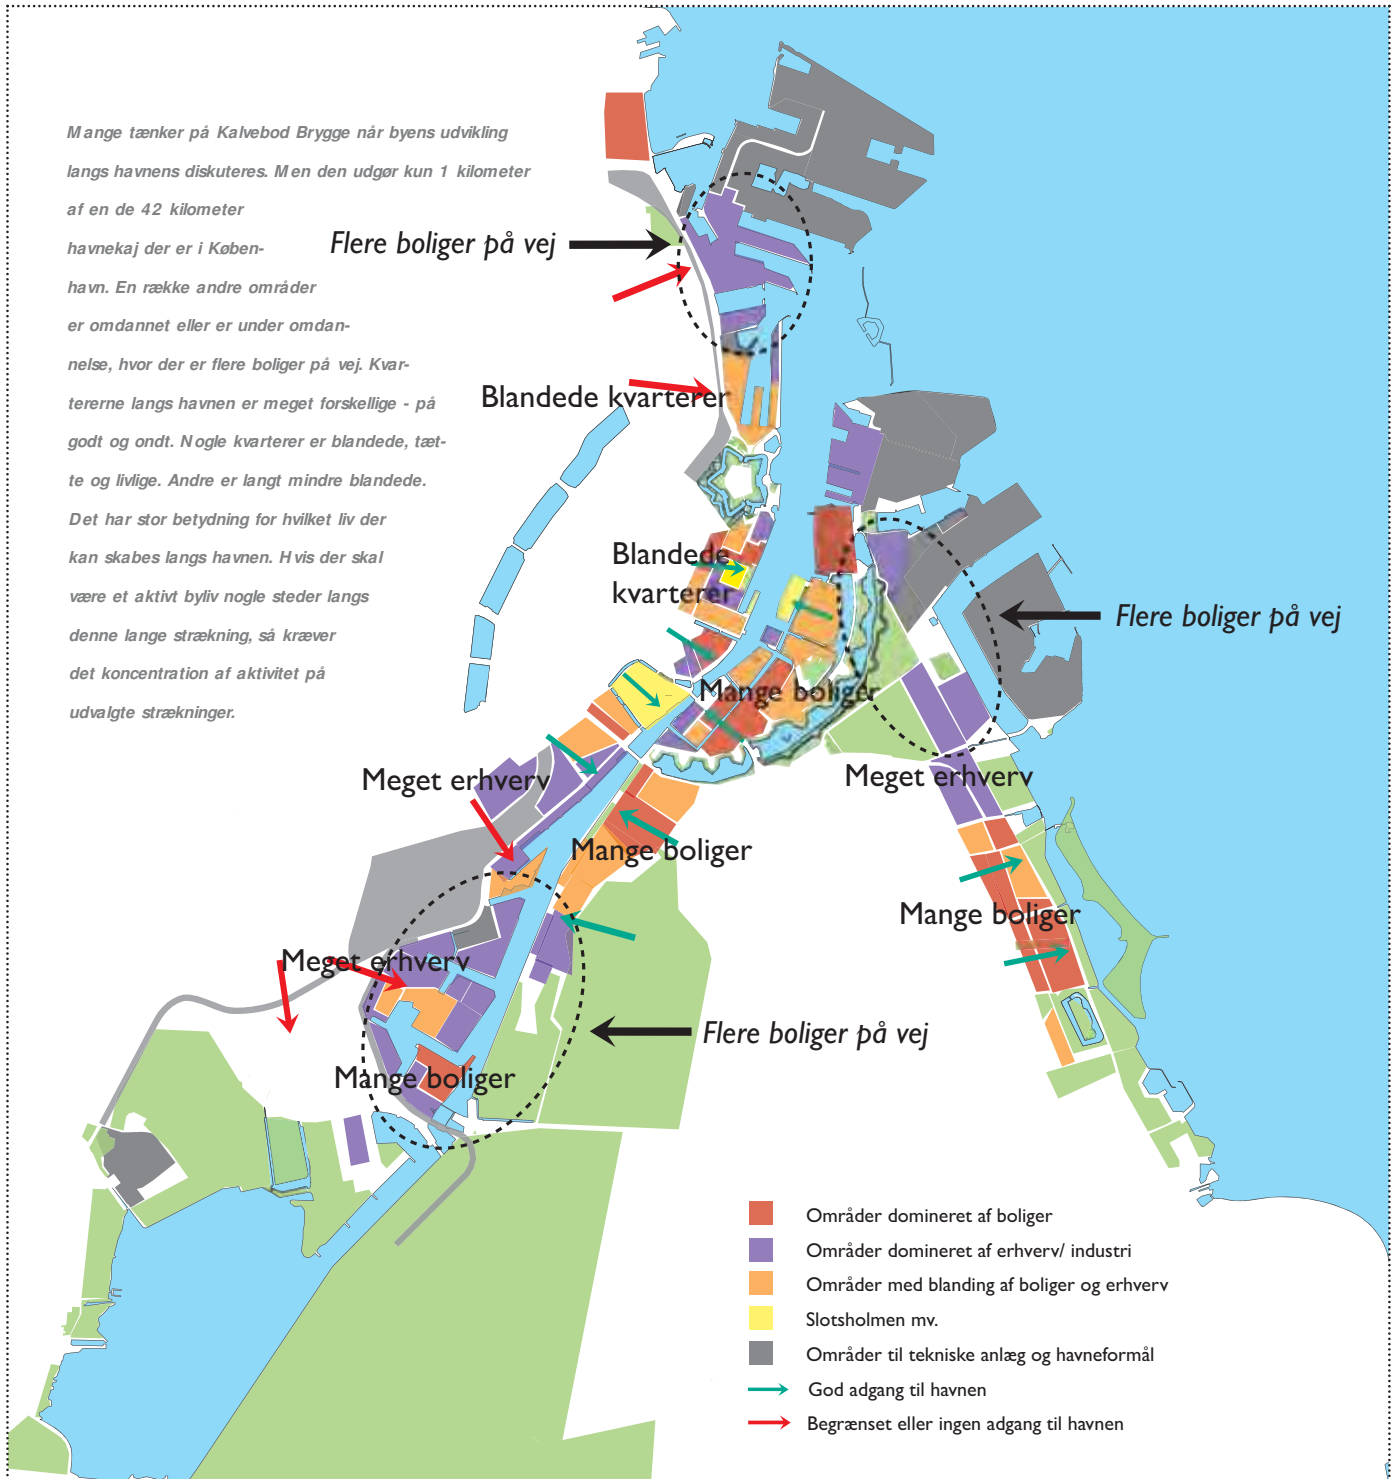 Mange tænker på Kalvebod Brygge når byens udvikling
langs havnens diskuteres. Men den udgør kun 1 kilometer
af en de 42 kilometer
havnekaj der er i Køben-
havn. En række andre områder
er omdannet eller er under omdan-
nelse, hvor der er flere boliger på vej. Kvar-
tererne langs havnen er meget forskellige - på
godt og ondt. Nogle kvarterer er blandede, tæt-
te og livlige. Andre er langt mindre blandede.
Det har stor betydning for hvilket liv der
kan skabes langs havnen. Hvis der skal
være et aktivt byliv nogle steder langs
denne lange strækning, så kræver
det koncentration af aktivitet på
udvalgte strækninger.
Flere boliger på vej
Blandede kvarterer
Blandede
kvarterer
Flere boliger på vej
Mange boliger
Meget erhverv
Meget erhverv
Mange boliger
Mange boliger
Meget erhverv
Flere boliger på vej
Mange boliger
Områder domineret af boliger
Områder domineret af erhverv/ industri
Områder med blanding af boliger og erhverv
Slotsholmen mv.
Områder til tekniske anlæg og havneformål
God adgang til havnen
Begrænset eller ingen adgang til havnen